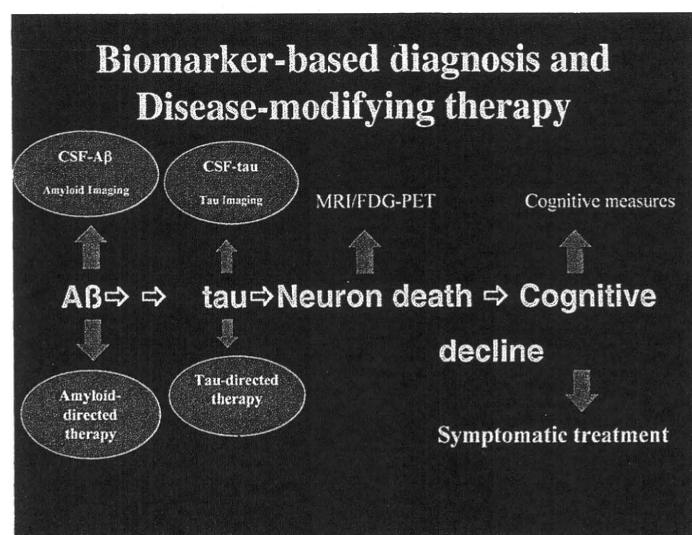 Biomarker-based diagnosis and
Disease-modifying therapy
CSF-Aβ
Amyloid Imaging
CSF-tau
Tau Imaging
MRI/FDG-PET
Cognitive measures
Aß⇨ ⇨ tau⇨Neuron death ⇨ Cognitive
decline
Amyloid-
directed
therapy
Tau-directed
therapy
Symptomatic treatment